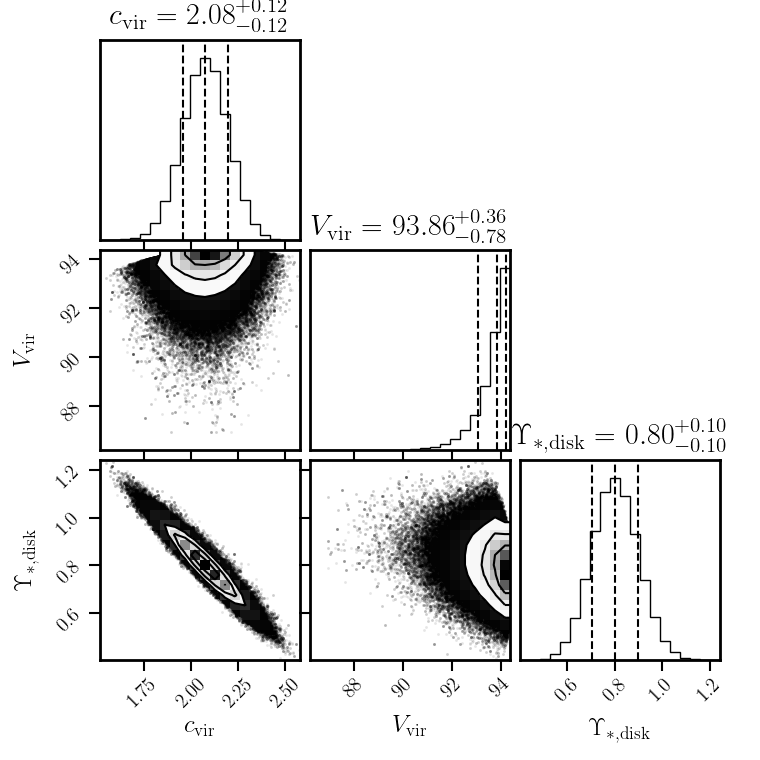 c_vir = 2.08^{+0.12}_{−0.12}
V_vir = 93.86^{+0.36}_{−0.78}
Υ_{∗,disk} = 0.80^{+0.10}_{−0.10}
94
92
90
88
V_vir
1.2
1.0
0.8
0.6
Υ_{∗,disk}
1.75 2.00 2.25 2.50
88 90 92 94
0.6 0.8 1.0 1.2
c_vir
V_vir
Υ_{∗,disk}